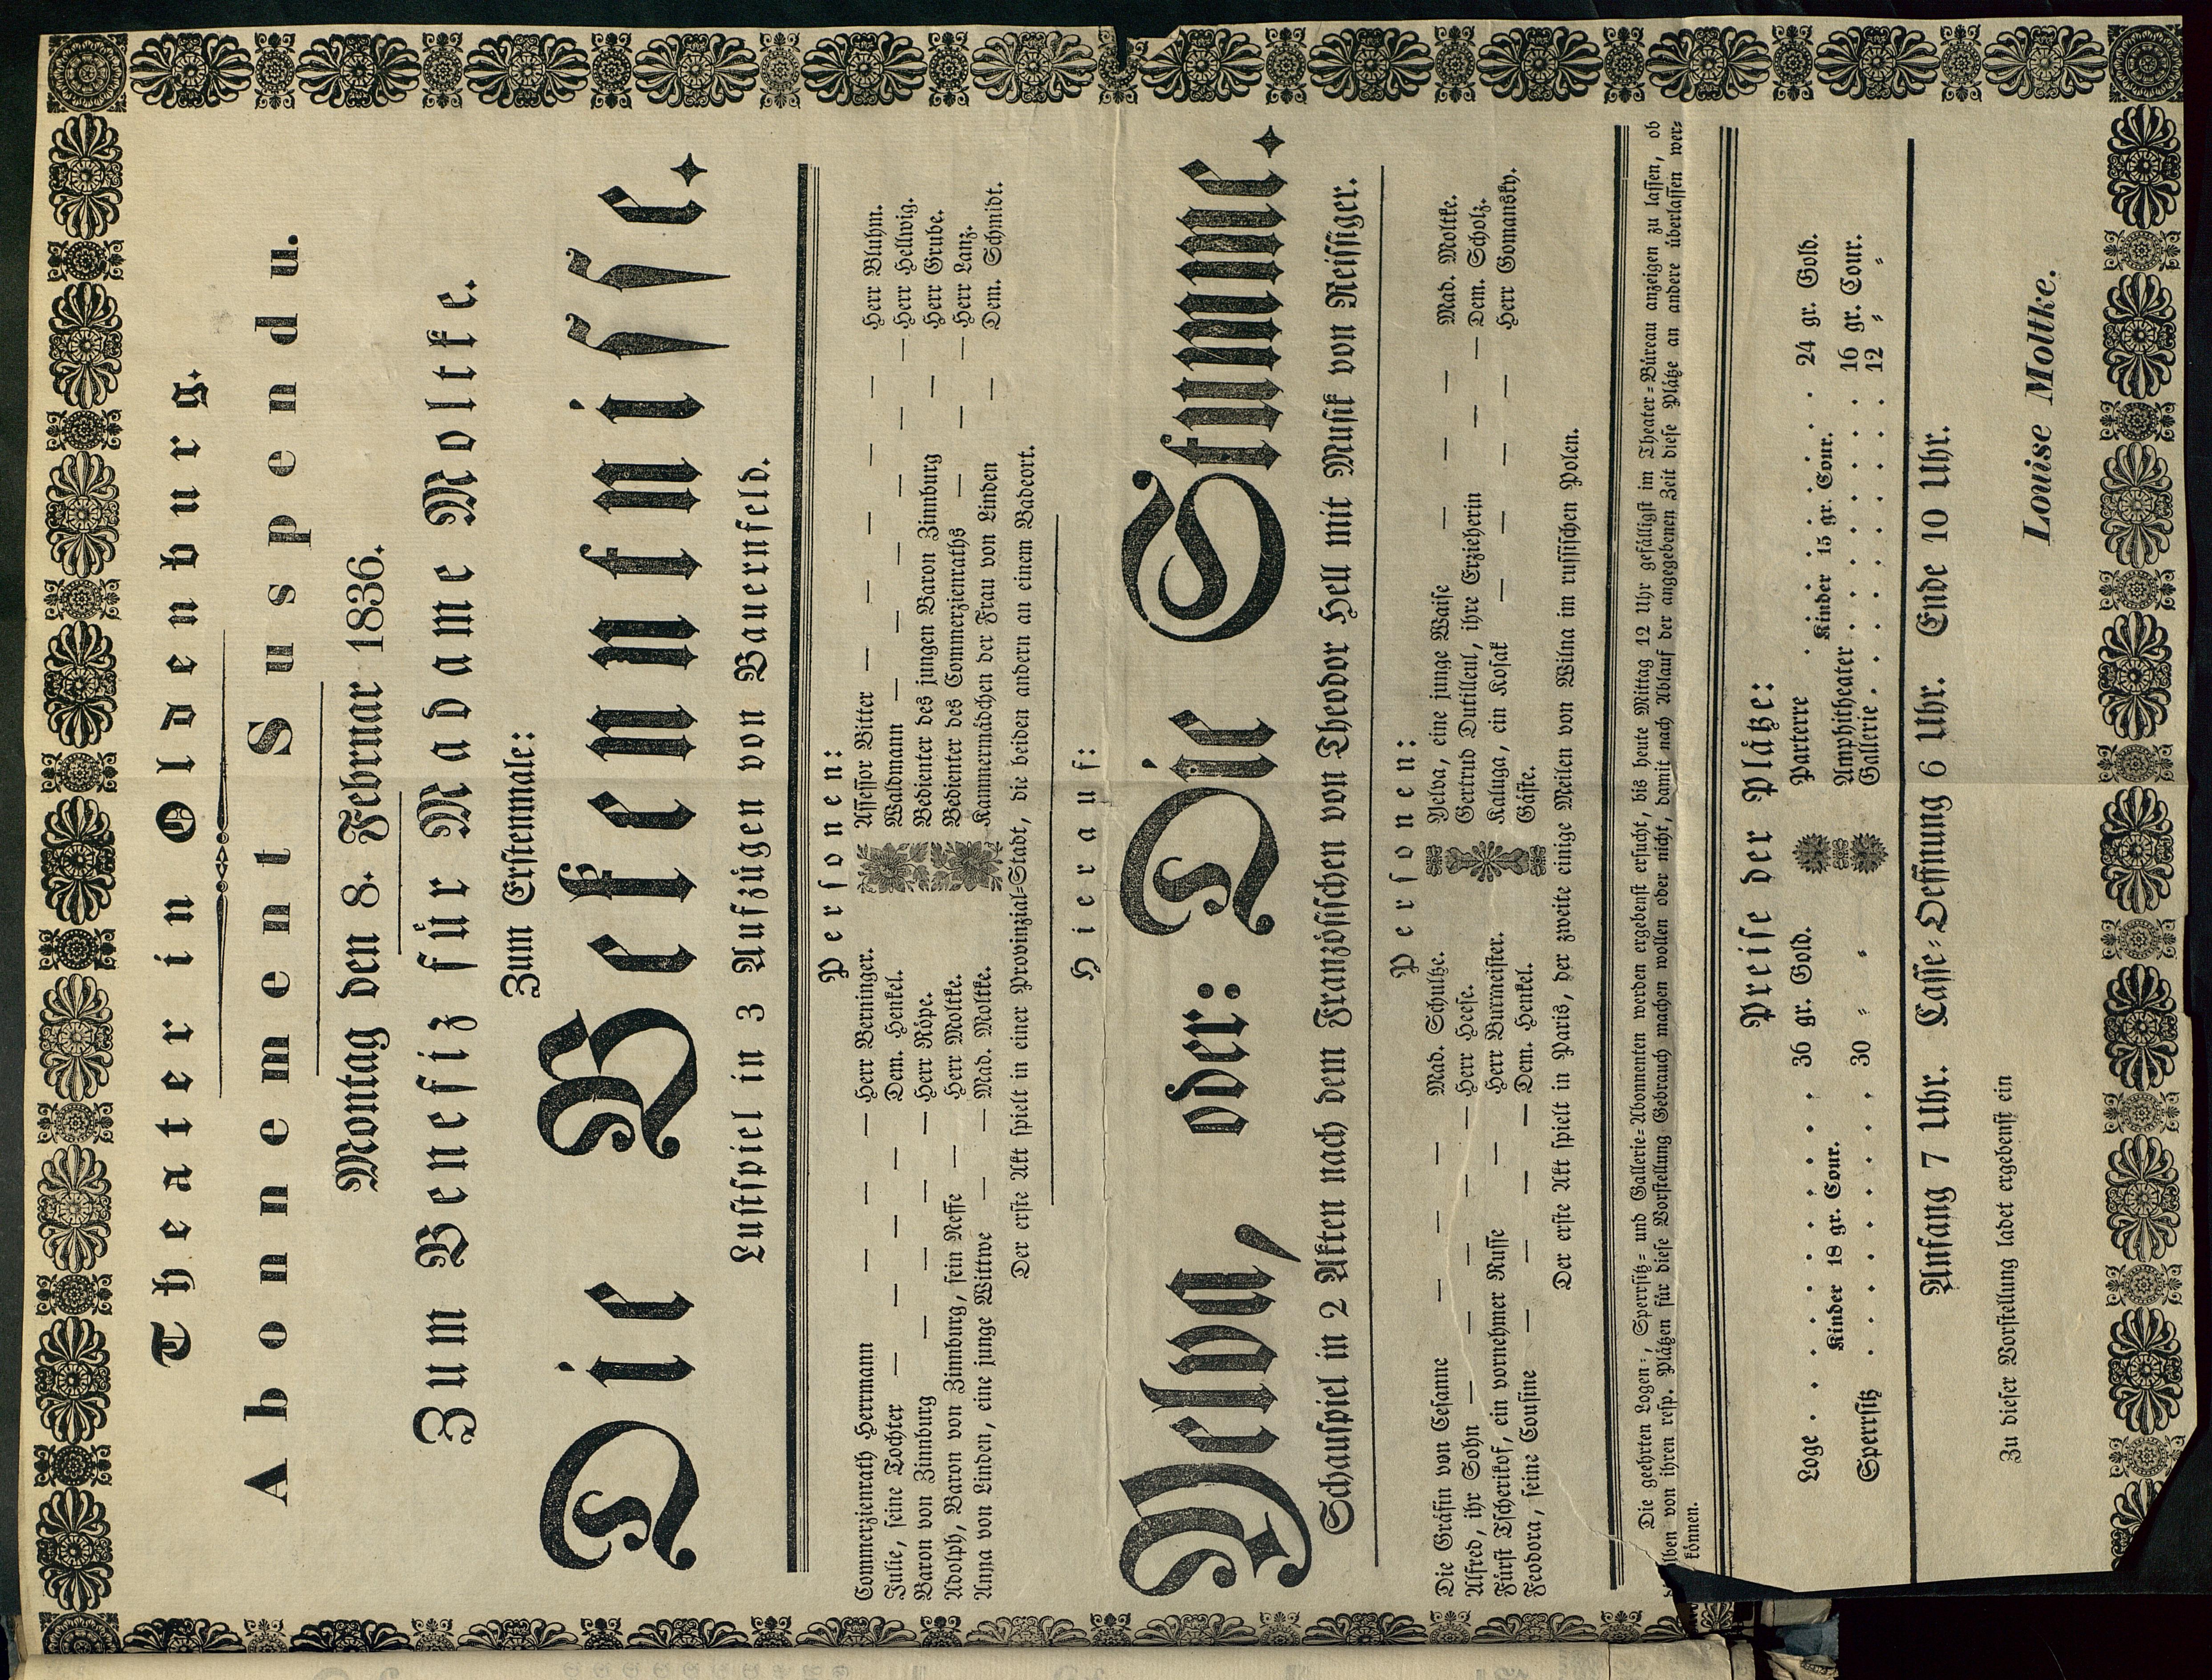 Theater in Oldenburg.
Abonnement Suspendu.
Montag den 8. Februar 1836.
Zum Benefiz für Madame Moltke.
Zum Erstenmale:
Die Bekenntnisse.
Lustspiel in 3 Aufzügen von Bauernfeld.
Personen:
Commerzienrath Herrmann — — — — Herr Berninger.
Julie, seine Tochter — — — — Dem. Henkel.
Baron von Zinnburg — — — — Herr Röpe.
Adolph, Baron von Zinnburg, sein Neffe — Herr Moltke.
Anna von Linden, eine junge Wittwe — — Mad. Moltke.
Assessor Bitter — — — — — Herr Bluhm.
Waldmann — — — — — — Herr Hellwig.
Bedienter des jungen Baron Zinnburg — Herr Grube.
Bedienter des Commerzienraths — — — Herr Lanz.
Kammermädchen der Frau von Linden — Dem. Schmidt.
Der erste Akt spielt in einer Provinzial=Stadt, die beiden andern an einem Badeort.
Hierauf:
Yelva, oder: Die Stumme.
Schauspiel in 2 Akten nach dem Französischen von Theodor Hell mit Musik von Reissiger.
Personen:
Die Gräfin von Cesanne — — — Mad. Schultze.
Alfred, ihr Sohn — — — — — Herr Heese.
Fürst Tscherikof, ein vornehmer Russe — — Herr Burmeister.
Feodora, seine Cousine — — — — Dem. Henkel.
Yelva, eine junge Waise — — — Mad. Moltke.
Gertrud Dutilleul, ihre Erzieherin — — Dem. Scholz.
Kaluga, ein Kosak — — — — Herr Gomansky.
Gäste.
Der erste Akt spielt in Paris, der zweite einige Meilen von Wilna im russischen Polen.
Die geehrten Logen=, Sperrsitz= und Gallerie=Abonnenten werden ergebenst ersucht, bis heute Mittag 12 Uhr gefälligst im Theater=Büreau anzeigen zu lassen, ob
von ihren resp. Plätzen für diese Vorstellung Gebrauch machen wollen oder nicht, damit nach Ablauf der angegebenen Zeit diese Plätze an andere überlassen wer=
können.
Preise der Plätze:
Loge . . . . . . . . 36 gr. Gold.
Kinder 18 gr. Cour.
Sperrsitz . . . . . . . 30 = =
Parterre . . . . . . 24 gr. Gold.
Kinder 15 gr. Cour.
Amphitheater . . . . . . . 16 gr. Cour.
Gallerie . . . . . . . 12 = =
Anfang 7 Uhr. Casse=Oeffnung 6 Uhr. Ende 10 Uhr.
Zu dieser Vorstellung ladet ergebenst ein
Louise Moltke.